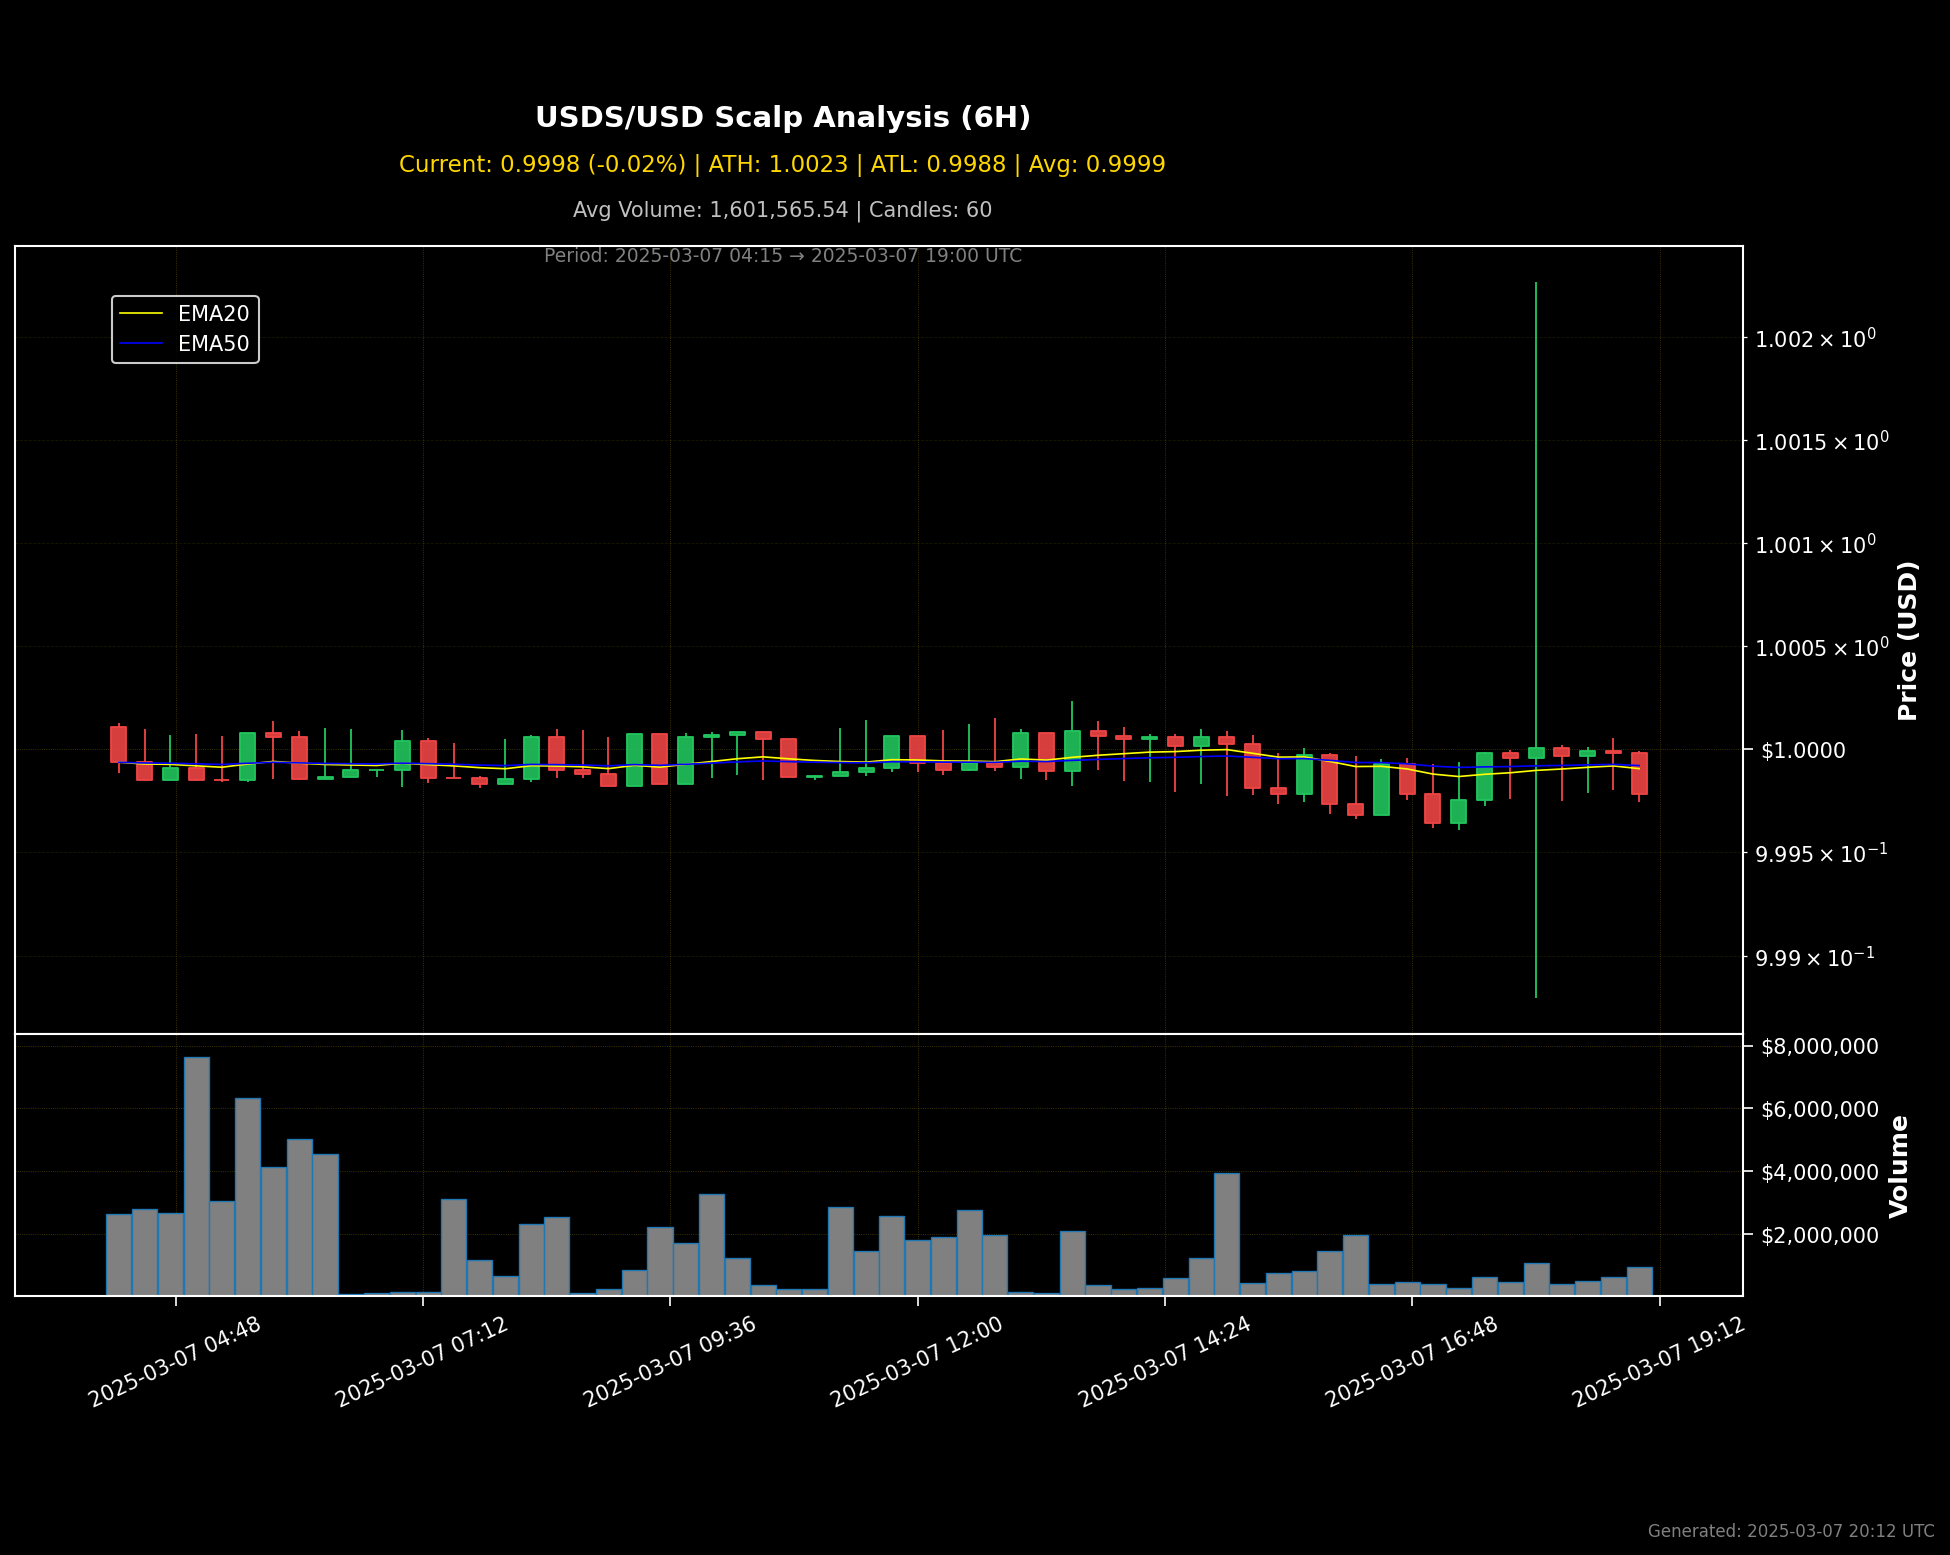 USDS/USD Scalp Analysis (6H)
Current: 0.9998 (-0.02%) | ATH: 1.0023 | ATL: 0.9988 | Avg: 0.9999
Avg Volume: 1,601,565.54 | Candles: 60
Period: 2025-03-07 04:15 → 2025-03-07 19:00 UTC
EMA20
EMA50
1.002 × 10⁰
1.0015 × 10⁰
1.001 × 10⁰
1.0005 × 10⁰
$1.0000
9.995 × 10⁻¹
9.99 × 10⁻¹
Price (USD)
$8,000,000
$6,000,000
$4,000,000
$2,000,000
Volume
2025-03-07 04:48
2025-03-07 07:12
2025-03-07 09:36
2025-03-07 12:00
2025-03-07 14:24
2025-03-07 16:48
2025-03-07 19:12
Generated: 2025-03-07 20:12 UTC